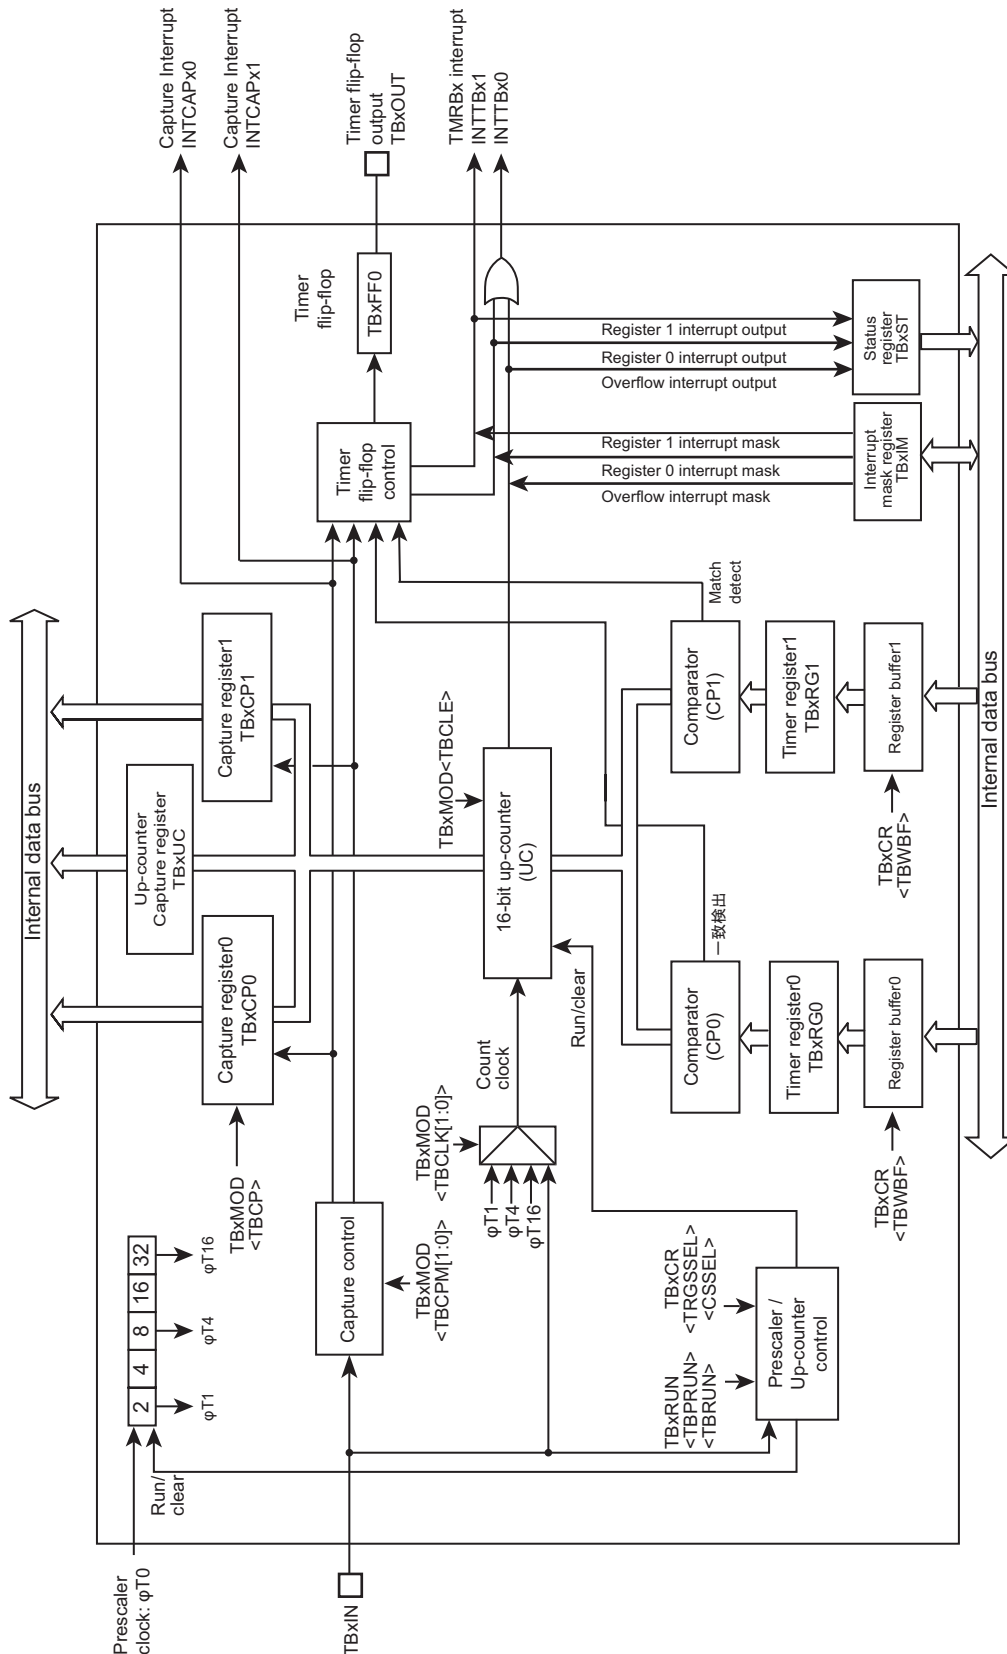 Internal data bus
Prescaler
clock: φT0
Run/
clear
2
4
8
16
32
φT1
φT4
φT16
TBxMOD
<TBCP>
Capture register0
TBxCP0
Up-counter
Capture register
TBxUC
Capture register1
TBxCP1
Capture Interrupt
INTCAPx0
Capture Interrupt
INTCAPx1
TBxIN
Capture control
TBxMOD
<TBCPM[1:0]>
Timer
flip-flop
control
Timer
flip-flop
TBxFF0
Timer flip-flop
output
TBxOUT
TBxMOD
<TBCLK[1:0]>
φT1
φT4
φT16
Count
clock
TBxMOD<TBCLE>
16-bit up-counter
(UC)
Run/clear
TMRBx interrupt
INTTBx1
INTTBx0
TBxRUN
<TBPRUN>
<TBRUN>
TBxCR
<TRGSSEL>
<CSSEL>
Prescaler /
Up-counter
control
Comparator
(CP0)
一致検出
Comparator
(CP1)
Match
detect
Timer register0
TBxRG0
Timer register1
TBxRG1
Register buffer0
Register buffer1
TBxCR
<TBWBF>
TBxCR
<TBWBF>
Register 1 interrupt mask
Register 0 interrupt mask
Overflow interrupt mask
Register 1 interrupt output
Register 0 interrupt output
Overflow interrupt output
Interrupt
mask register
TBxIM
Status
register
TBxST
Internal data bus